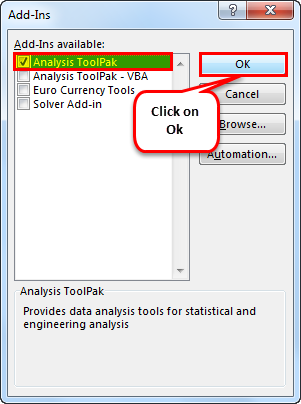 Add-Ins
?
Add-Ins available:
Analysis ToolPak
Analysis ToolPak - VBA
Euro Currency Tools
Solver Add-in
OK
Cancel
Browse...
Automation...
Click on
Ok
Analysis ToolPak
Provides data analysis tools for statistical and
engineering analysis